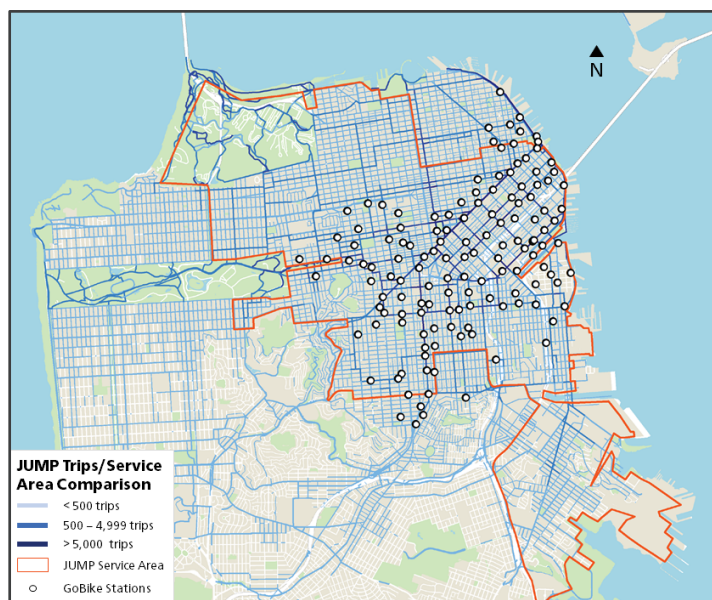 N
JUMP Trips/Service
Area Comparison
< 500 trips
500 – 4,999 trips
> 5,000 trips
JUMP Service Area
GoBike Stations